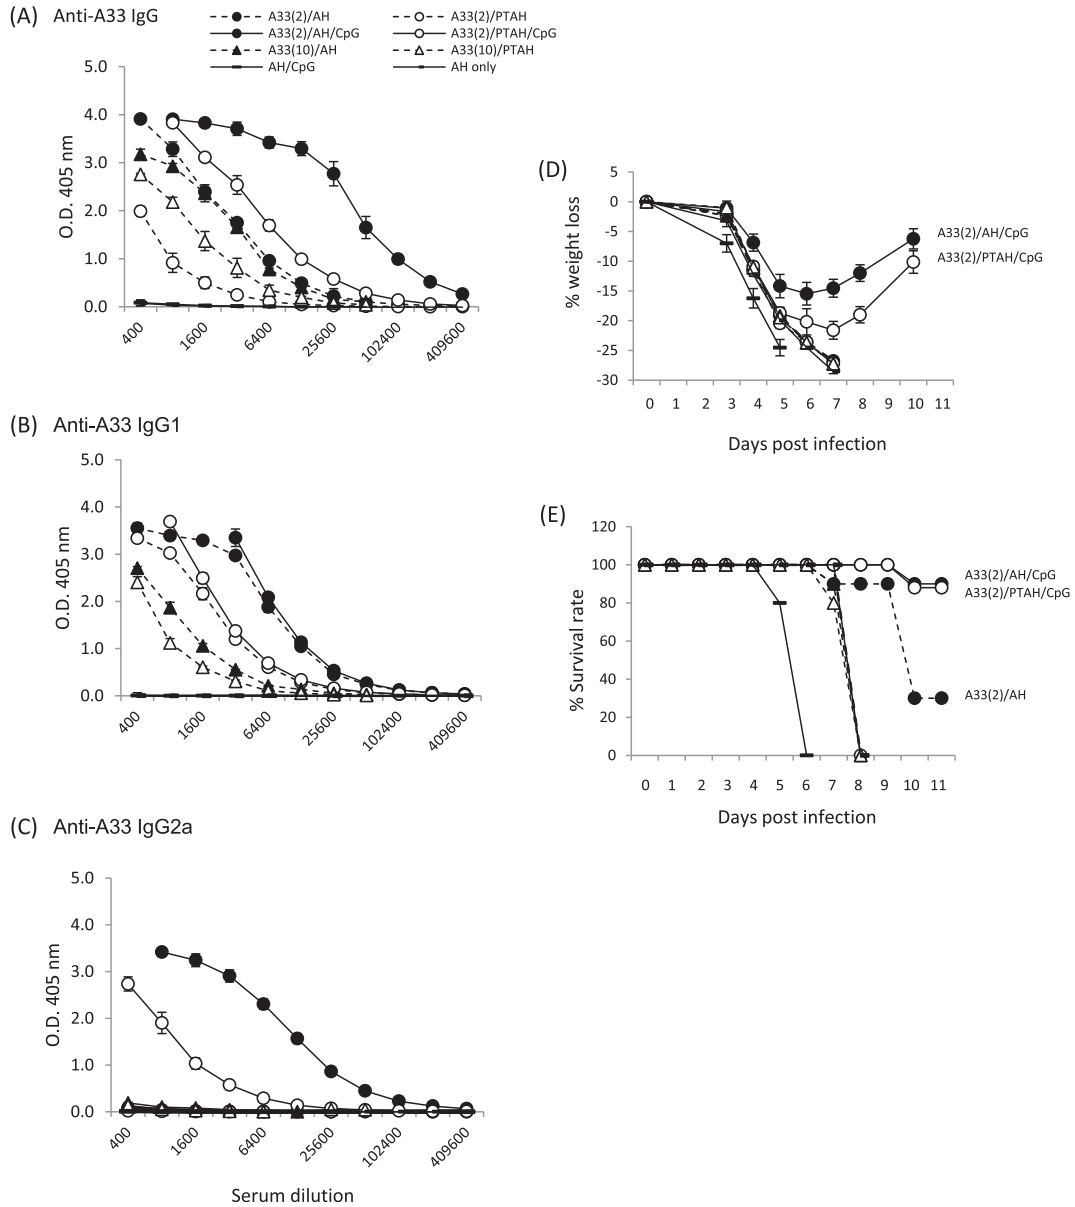 (A) Anti-A33 IgG
A33(2)/AH
A33(2)/PTAH
A33(2)/AH/CpG
A33(2)/PTAH/CpG
A33(10)/AH
A33(10)/PTAH
AH/CpG
AH only
5.0
4.0
3.0
2.0
1.0
0.0
O.D. 405 nm
400
1600
6400
25600
102400
409600
(B) Anti-A33 IgG1
5.0
4.0
3.0
2.0
1.0
0.0
O.D. 405 nm
400
1600
6400
25600
102400
409600
(C) Anti-A33 IgG2a
5.0
4.0
3.0
2.0
1.0
0.0
O.D. 405 nm
400
1600
6400
25600
102400
409600
Serum dilution
(D)
5
0
-5
-10
-15
-20
-25
-30
% weight loss
A33(2)/AH/CpG
A33(2)/PTAH/CpG
0 1 2 3 4 5 6 7 8 10 11
Days post infection
(E)
120
100
80
60
40
20
0
% Survival rate
A33(2)/AH/CpG
A33(2)/PTAH/CpG
A33(2)/AH
0 1 2 3 4 5 6 7 8 9 10 11
Days post infection